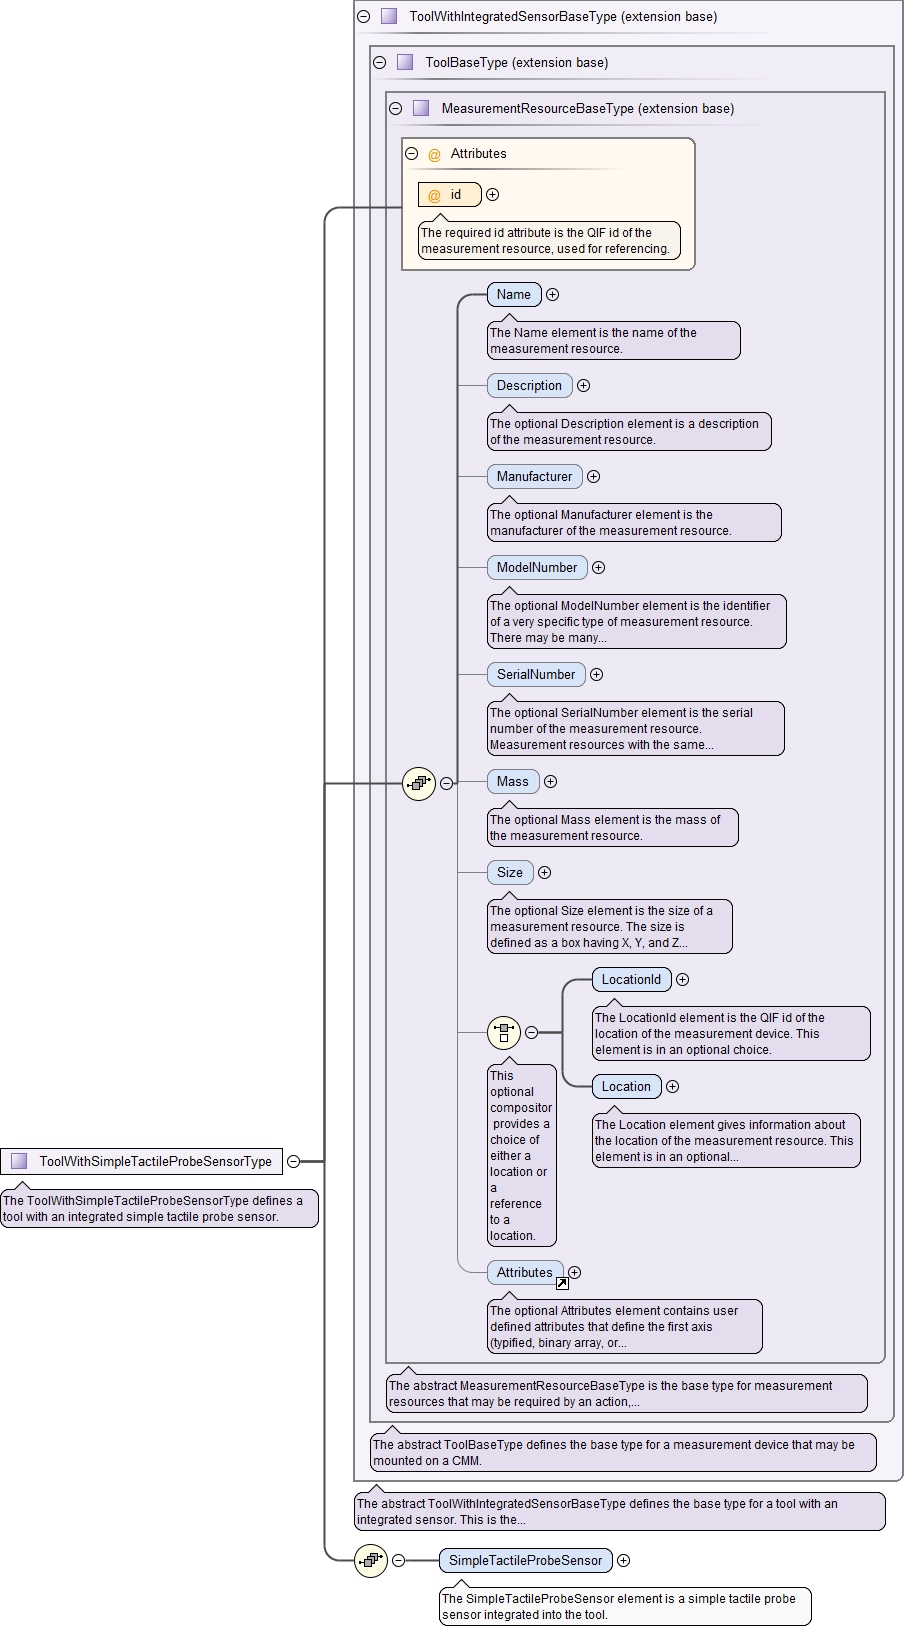 ToolWithIntegratedSensorBaseType (extension base)
ToolBaseType (extension base)
MeasurementResourceBaseType (extension base)
@ Attributes
@ id
The required id attribute is the QIF id of the
measurement resource, used for referencing.
Name
The Name element is the name of the
measurement resource.
Description
The optional Description element is a description
of the measurement resource.
Manufacturer
The optional Manufacturer element is the
manufacturer of the measurement resource.
ModelNumber
The optional ModelNumber element is the identifier
of a very specific type of measurement resource.
There may be many...
SerialNumber
The optional SerialNumber element is the serial
number of the measurement resource.
Measurement resources with the same...
Mass
The optional Mass element is the mass of
the measurement resource.
Size
The optional Size element is the size of a
measurement resource. The size is
defined as a box having X, Y, and Z...
LocationId
The LocationId element is the QIF id of the
location of the measurement device. This
element is in an optional choice.
This
optional
compositor
provides a
choice of
either a
location or
a
reference
to a
location.
Location
The Location element gives information about
the location of the measurement resource. This
element is in an optional...
ToolWithSimpleTactileProbeSensorType
The ToolWithSimpleTactileProbeSensorType defines a
tool with an integrated simple tactile probe sensor.
Attributes
The optional Attributes element contains user
defined attributes that define the first axis
(typified, binary array, or...
The abstract MeasurementResourceBaseType is the base type for measurement
resources that may be required by an action,...
The abstract ToolBaseType defines the base type for a measurement device that may be
mounted on a CMM.
The abstract ToolWithIntegratedSensorBaseType defines the base type for a tool with an
integrated sensor. This is the...
SimpleTactileProbeSensor
The SimpleTactileProbeSensor element is a simple tactile probe
sensor integrated into the tool.